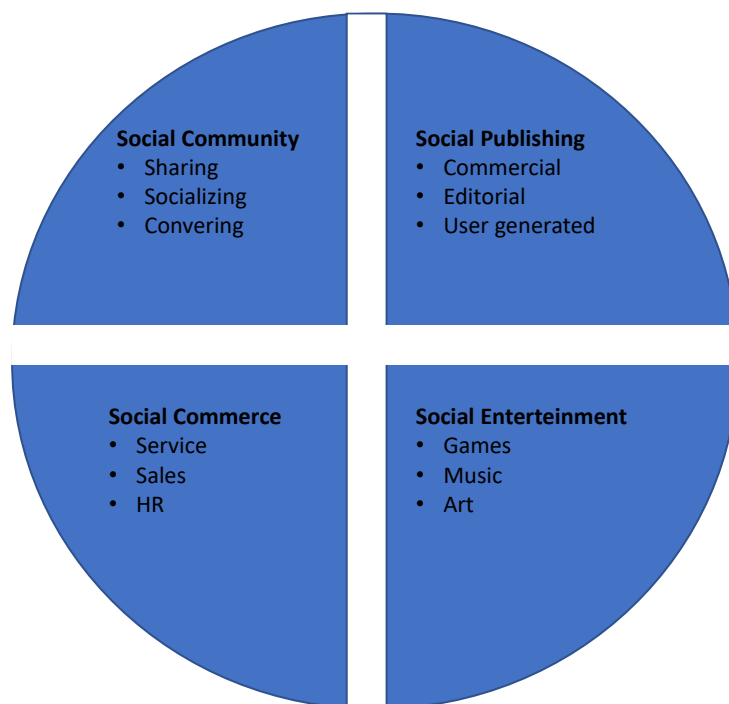 Social Community
• Sharing
• Socializing
• Convering
Social Publishing
• Commercial
• Editorial
• User generated
Social Commerce
• Service
• Sales
• HR
Social Enterteinment
• Games
• Music
• Art